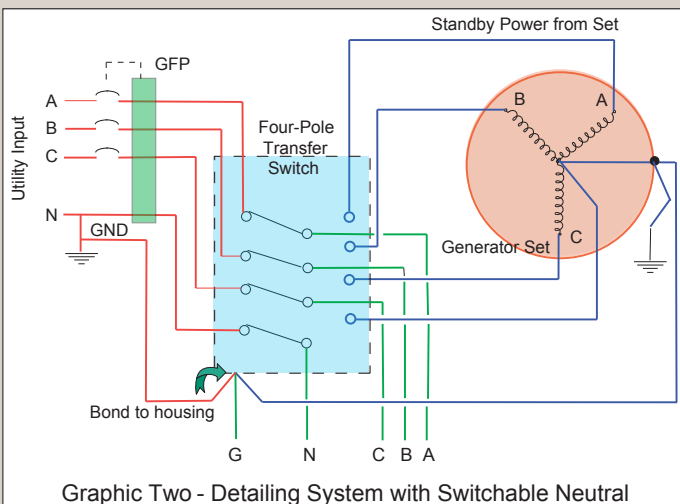 Standby Power from Set
GFP
Utility Input
A
B
C
N
GND
Four-Pole
Transfer
Switch
B
A
C
Generator Set
Bond to housing
G
N
C
B
A
Graphic Two - Detailing System with Switchable Neutral